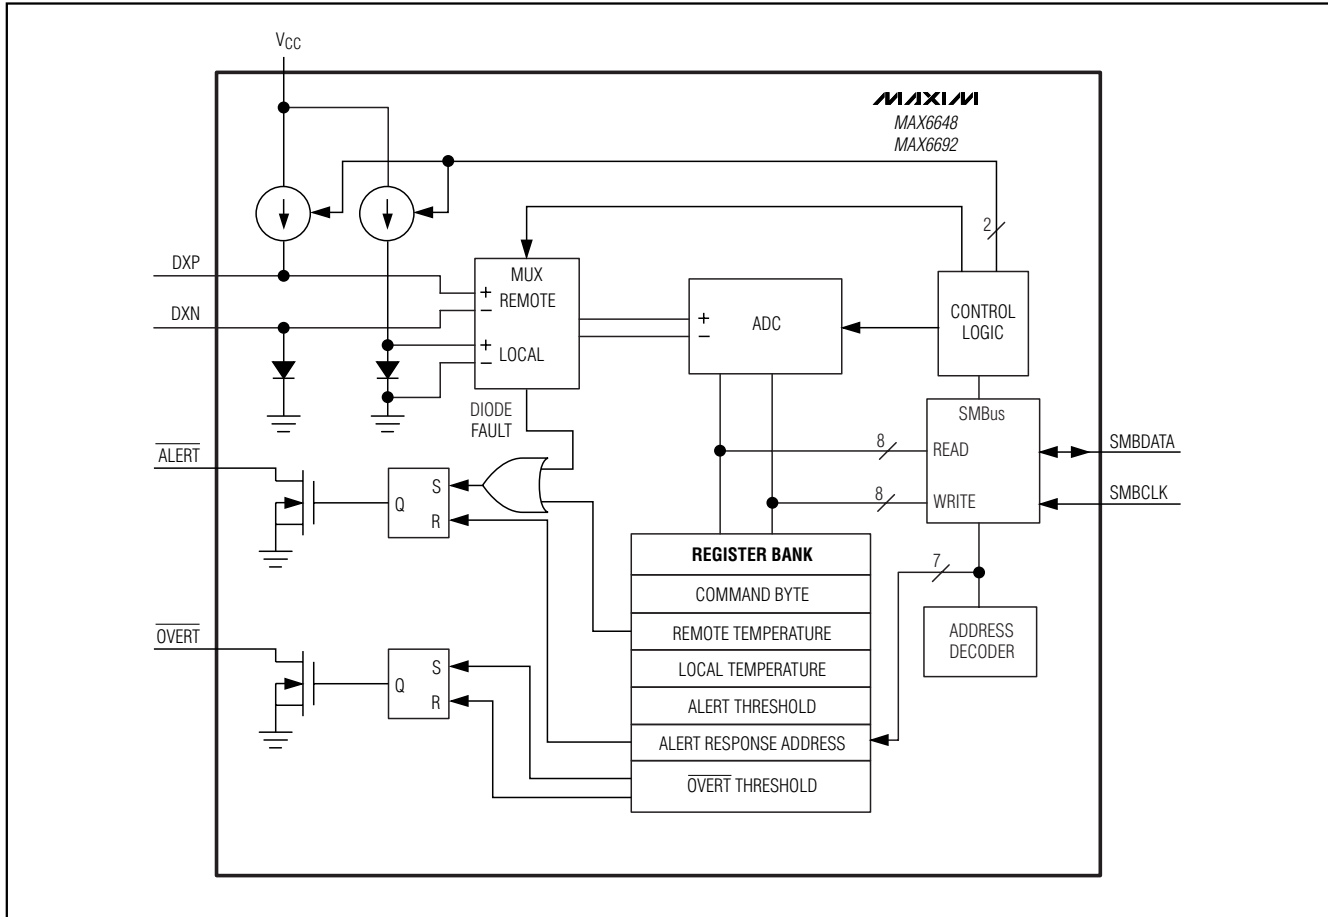 VCC
MAXIM
MAX6648
MAX6692
2
DXP
DXN
MUX
+
REMOTE
−
+
LOCAL
−
+
ADC
−
CONTROL
LOGIC
DIODE
FAULT
SMBus
8
READ
SMBDATA
8
WRITE
SMBCLK
ALERT
S
Q
R
REGISTER BANK
COMMAND BYTE
REMOTE TEMPERATURE
LOCAL TEMPERATURE
ALERT THRESHOLD
ALERT RESPONSE ADDRESS
OVERT THRESHOLD
7
ADDRESS
DECODER
OVERT
S
Q
R